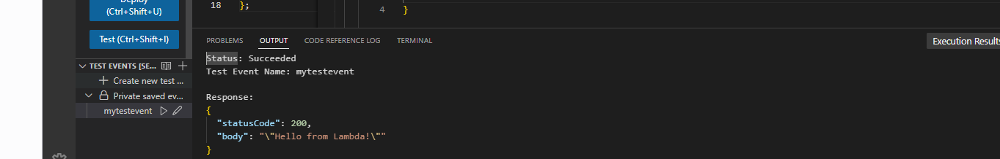 Deploy
(Ctrl+Shift+U)
Test (Ctrl+Shift+I)
TEST EVENTS [SE...
Create new test ...
Private saved ev...
mytestevent
18 };
4 }
PROBLEMS OUTPUT CODE REFERENCE LOG TERMINAL Execution Results
Status: Succeeded
Test Event Name: mytestevent
Response:
{
"statusCode": 200,
"body": "\"Hello from Lambda!\""
}